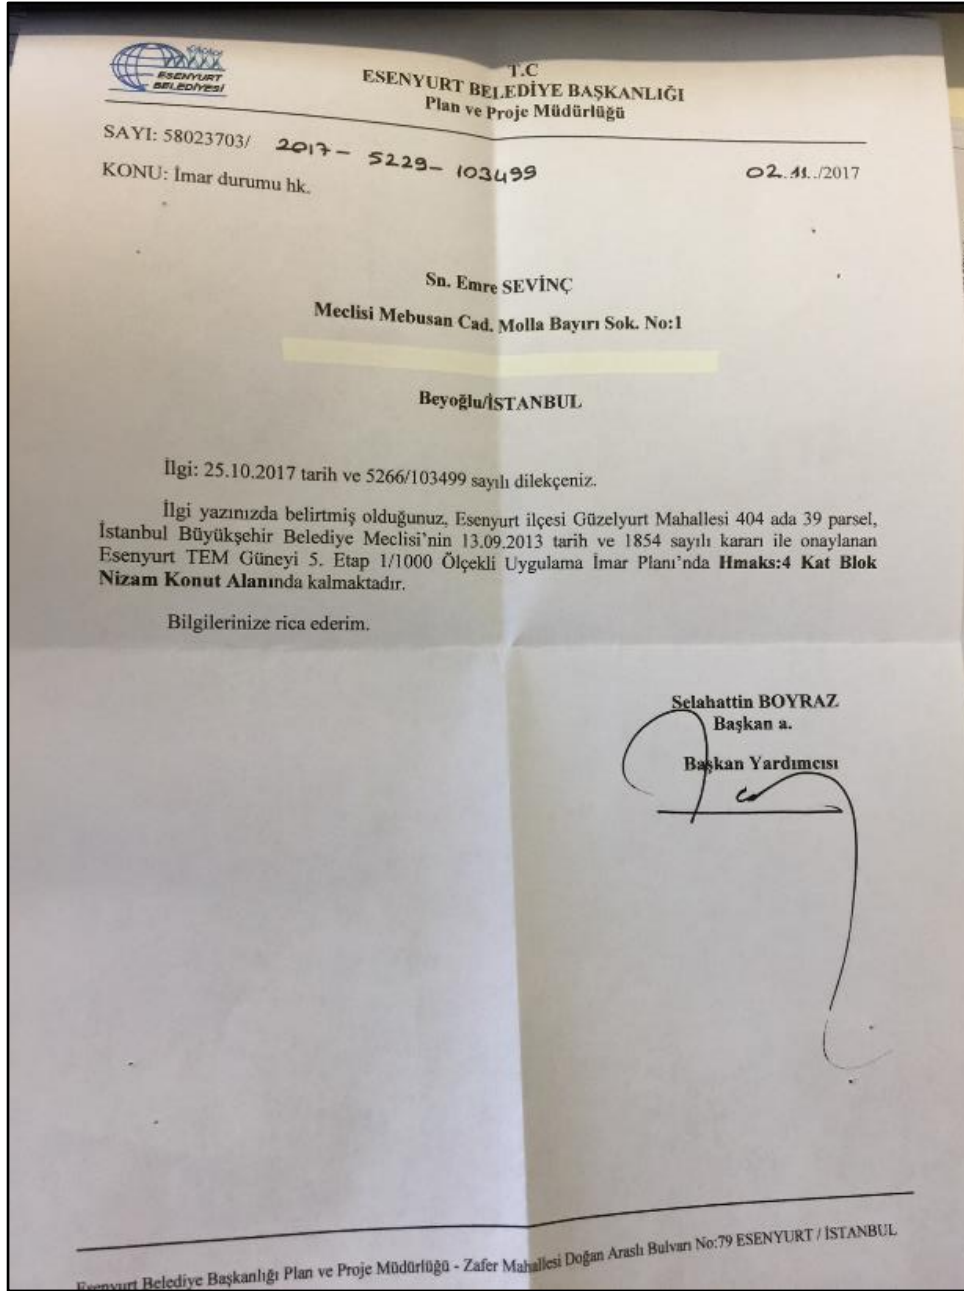 ESENYURT
BELEDİYESİ
T.C
ESENYURT BELEDİYE BAŞKANLIĞI
Plan ve Proje Müdürlüğü
SAYI: 58023703/ 2017- 5229- 103499
02.11./2017
KONU: İmar durumu hk.
Sn. Emre SEVİNÇ
Meclisi Mebusan Cad. Molla Bayırı Sok. No:1
Beyoğlu/İSTANBUL
İlgi: 25.10.2017 tarih ve 5266/103499 sayılı dilekçeniz.
İlgi yazınızda belirtmiş olduğunuz, Esenyurt ilçesi Güzelyurt Mahallesi 404 ada 39 parsel,
İstanbul Büyükşehir Belediye Meclisi'nin 13.09.2013 tarih ve 1854 sayılı kararı ile onaylanan
Esenyurt TEM Güneyi 5. Etap 1/1000 Ölçekli Uygulama İmar Planı'nda Hmaks:4 Kat Blok
Nizam Konut Alanında kalmaktadır.
Bilgilerinize rica ederim.
Selahattin BOYRAZ
Başkan a.
Başkan Yardımcısı
Esenyurt Belediye Başkanlığı Plan ve Proje Müdürlüğü - Zafer Mahallesi Doğan Araslı Bulvarı No:79 ESENYURT / İSTANBUL